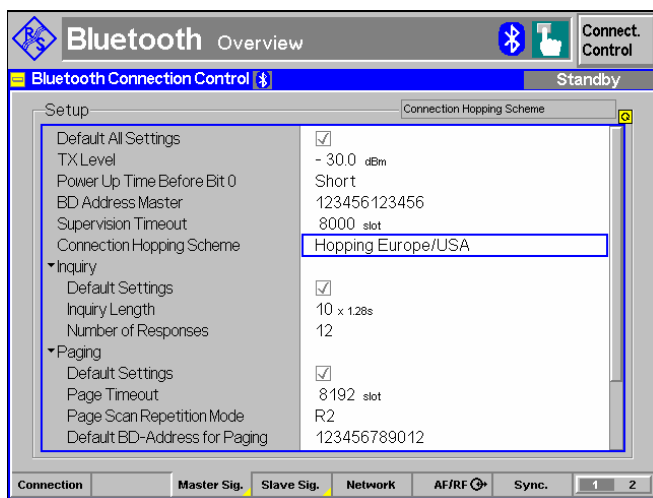 R&S
Bluetooth Overview
Connect. Control
Bluetooth Connection Control
Standby
Setup
Connection Hopping Scheme
Default All Settings
TX Level - 30.0 dBm
Power Up Time Before Bit 0 Short
BD Address Master 123456123456
Supervision Timeout 8000 slot
Connection Hopping Scheme Hopping Europe/USA
Inquiry
Default Settings
Inquiry Length 10 x 1.28s
Number of Responses 12
Paging
Default Settings
Page Timeout 8192 slot
Page Scan Repetition Mode R2
Default BD-Address for Paging 123456789012
Connection Master Sig. Slave Sig. Network AF/RF Sync. 1 2